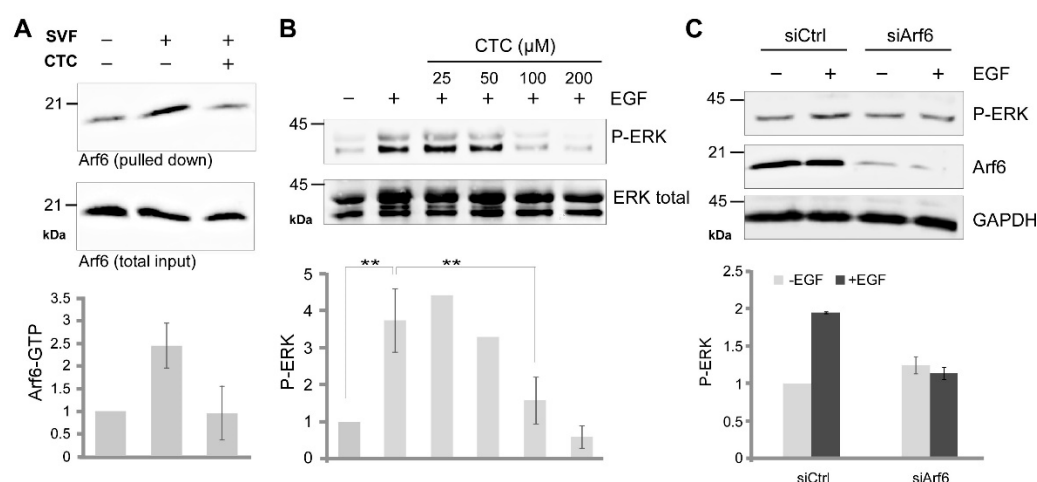 A
SVF – + +
CTC – – +
21
Arf6 (pulled down)
21
kDa
Arf6 (total input)
Arf6-GTP
3.5
3
2.5
2
1.5
1
0.5
0
B
CTC (µM)
25 50 100 200
– + + + + + EGF
45
P-ERK
45
ERK total
kDa
** **
P-ERK
5
4
3
2
1
0
C
siCtrl siArf6
– + – + EGF
45
P-ERK
21
Arf6
45
GAPDH
kDa
-EGF +EGF
P-ERK
2.5
2
1.5
1
0.5
0
siCtrl siArf6